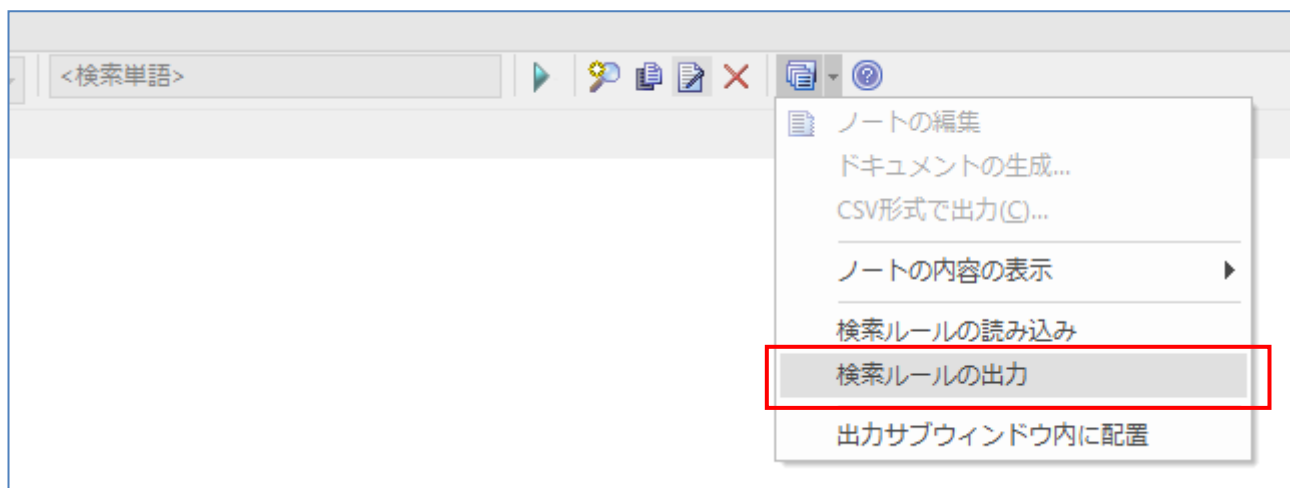 <検索単語>
ノートの編集
ドキュメントの生成...
CSV形式で出力(C)...
ノートの内容の表示
検索ルールの読み込み
検索ルールの出力
出力サブウィンドウ内に配置